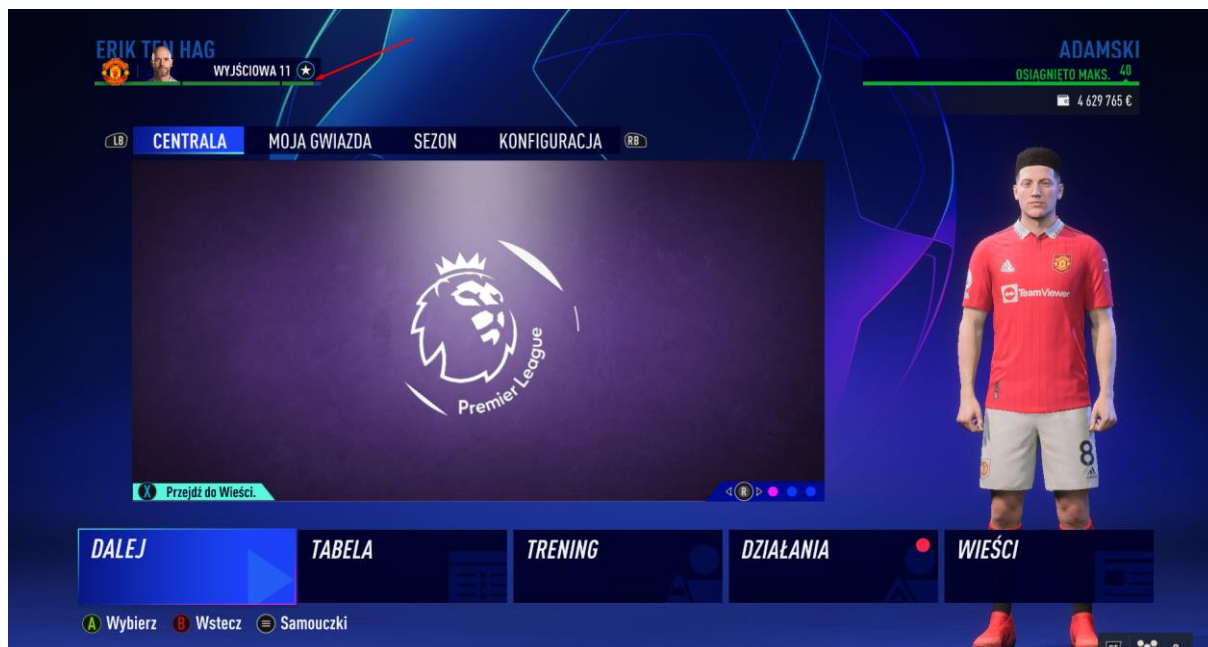 ERIK TEN HAG
WYJŚCIOWA 11
ADAMSKI
OSIĄGNIĘTO MAKS. 40
4 629 765 €
LB CENTRALA MOJA GWIAZDA SEZON KONFIGURACJA RB
Premier League
TeamViewer
8
X Przejdź do Wieści.
R
DALEJ TABELA TRENING DZIAŁANIA WIEŚCI
A Wybierz B Wstecz Samouczki